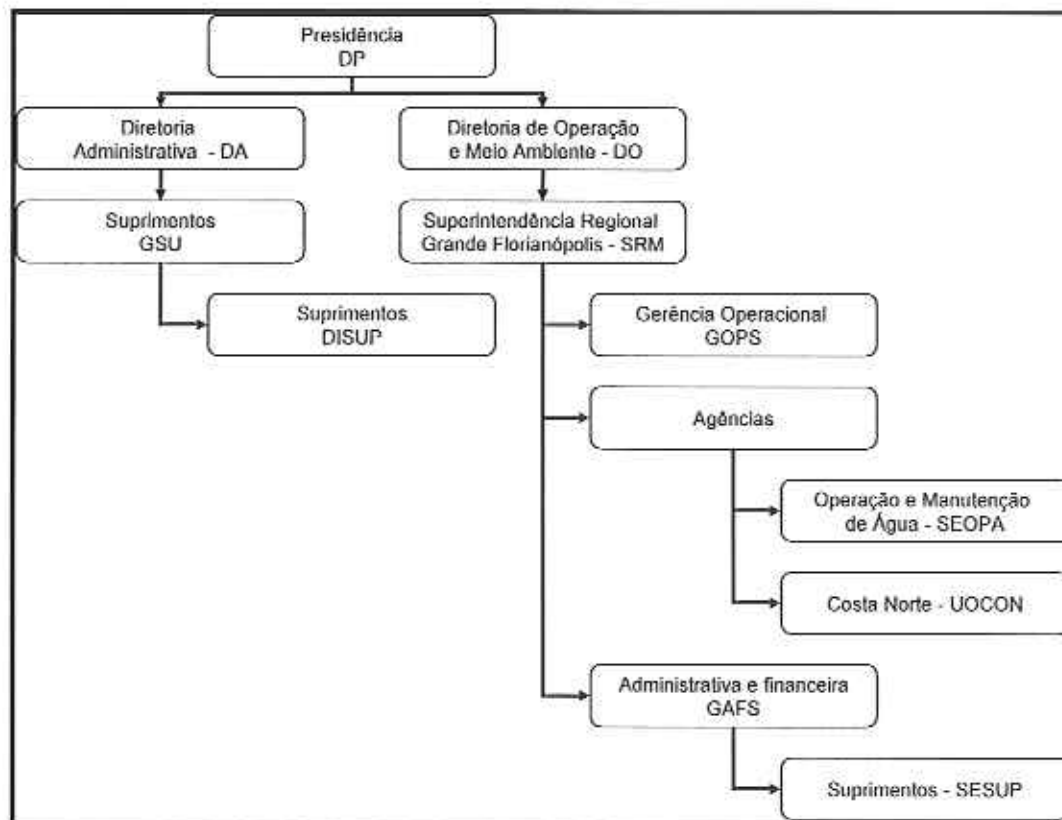 Presidência
DP
Diretoria
Administrativa - DA
Diretoria de Operação
e Meio Ambiente - DO
Suprimentos
GSU
Superintendência Regional
Grande Florianópolis - SRM
Suprimentos
DISUP
Gerência Operacional
GOPS
Agências
Operação e Manutenção
de Água - SEOPA
Costa Norte - UOCON
Administrativa e financeira
GAFS
Suprimentos - SESUP